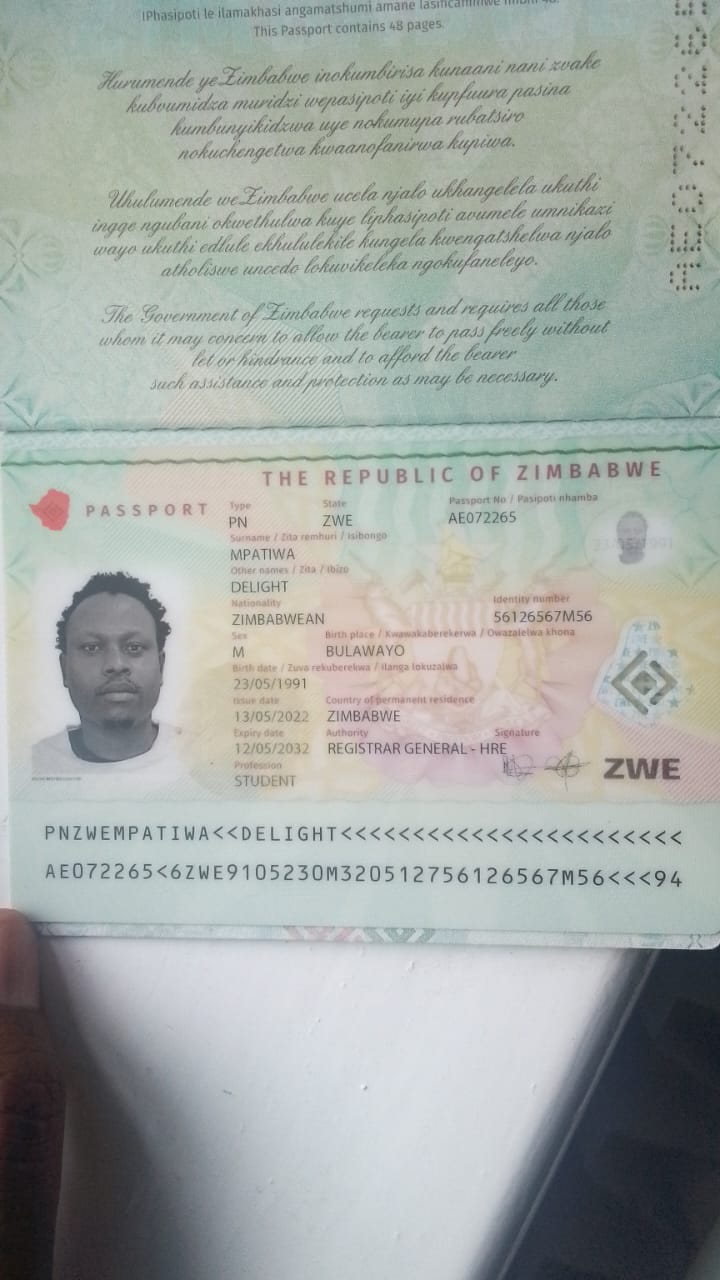 IPhasipoti le ilamakhasi angamatshumi amane
This Passport contains 48 pages.
Hurumende yeZimbabwe inokumbirisa kunaani nani zvake
kubvumidza muridzi wepasipoti iyi kupfuura pasina
kumbunyikidzwa uye nokumupa rubatsiro
nokuchengetwa kwaanofanirwa kupiwa.
Uhulumende weZimbabwe ucela njalo ukhangelela ukuthi
ingqe ngubani okwethulwa kuye liphasipoti avumele umnikazi
wayo ukuthi edlule ekhululekile kungela kwengatshelwa njalo
atholiswe uncedo lokuvikeleka ngokufaneleyo.
The Government of Zimbabwe requests and requires all those
whom it may concern to allow the bearer to pass freely without
let or hindrance and to afford the bearer
such assistance and protection as may be necessary.
THE REPUBLIC OF ZIMBABWE
PASSPORT
Type State Passport No / Pasipoti nhamba
PN ZWE AE072265
Surname / Zita remhuri / Isibongo
MPATIWA
Other names / Zita / Ibizo
DELIGHT
Nationality Identity number
ZIMBABWEAN 56126567M56
Sex Birth place / Kwawakaberekerwa / Owazalelwa khona
M BULAWAYO
Birth date / Zuva rekuberekwa / Ilanga lokuzalwa
23/05/1991
Issue date Country of permanent residence
13/05/2022 ZIMBABWE
Expiry date Authority Signature
12/05/2032 REGISTRAR GENERAL - HRE
Profession
STUDENT
ZWE
PNZWEMPATIWA<<DELIGHT<<<<<<<<<<<<<<<<<<<<<<<
AE072265<6ZWE9105230M320512756126567M56<<<94